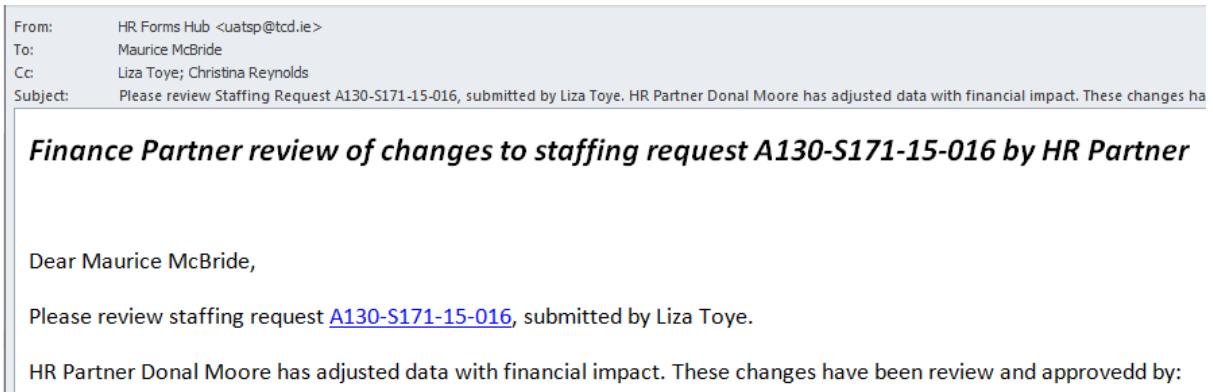 From: HR Forms Hub <uatsp@tcd.ie>
To: Maurice McBride
Cc: Liza Toye; Christina Reynolds
Subject: Please review Staffing Request A130-S171-15-016, submitted by Liza Toye. HR Partner Donal Moore has adjusted data with financial impact. These changes ha
Finance Partner review of changes to staffing request A130-S171-15-016 by HR Partner
Dear Maurice McBride,
Please review staffing request A130-S171-15-016, submitted by Liza Toye.
HR Partner Donal Moore has adjusted data with financial impact. These changes have been review and approvedd by: